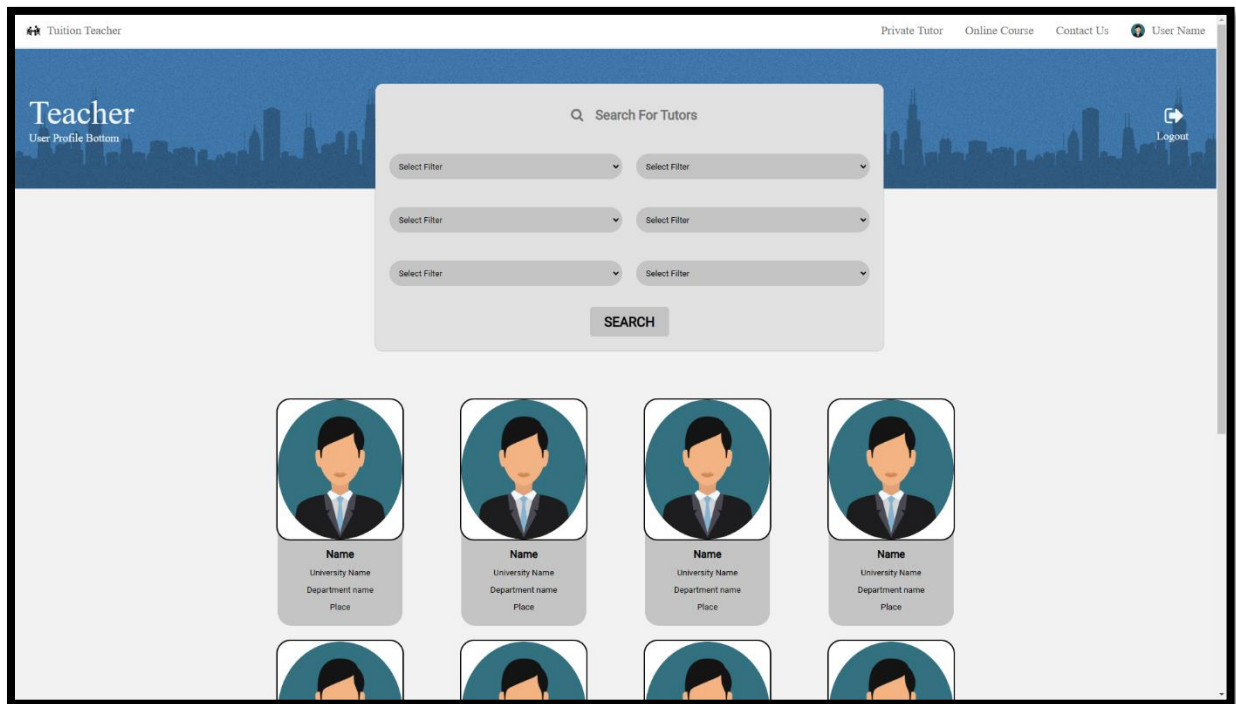 Tuition Teacher
Private Tutor Online Course Contact Us User Name
Teacher
User Profile Bottom
Logout
Search For Tutors
Select Filter Select Filter
Select Filter Select Filter
Select Filter Select Filter
SEARCH
Name Name Name Name
University Name University Name University Name University Name
Department name Department name Department name Department name
Place Place Place Place